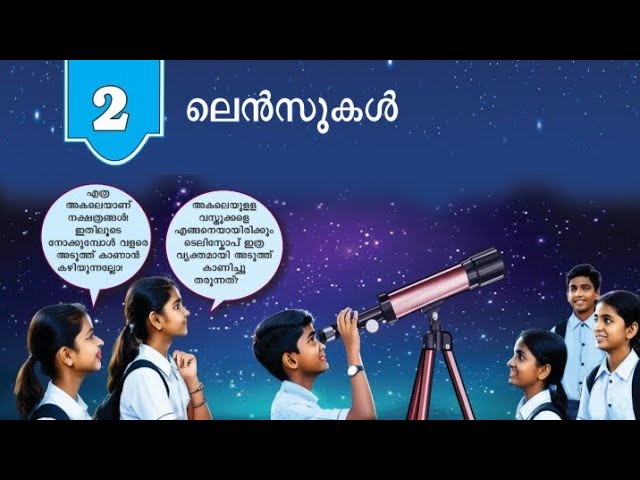 2
ലെൻസുകൾ
എത്ര
അകലെയാണ്
നക്ഷത്രങ്ങൾ!
ഇതിലൂടെ
നോക്കുമ്പോൾ വളരെ
അടുത്ത് കാണാൻ
കഴിയുന്നല്ലോ!
അകലെയുള്ള
വസ്തുക്കളെ
എങ്ങനെയായിരിക്കും
ടെലിസ്കോപ് ഇത്ര
വ്യക്തമായി അടുത്ത്
കാണിച്ചു
തരുന്നത്?